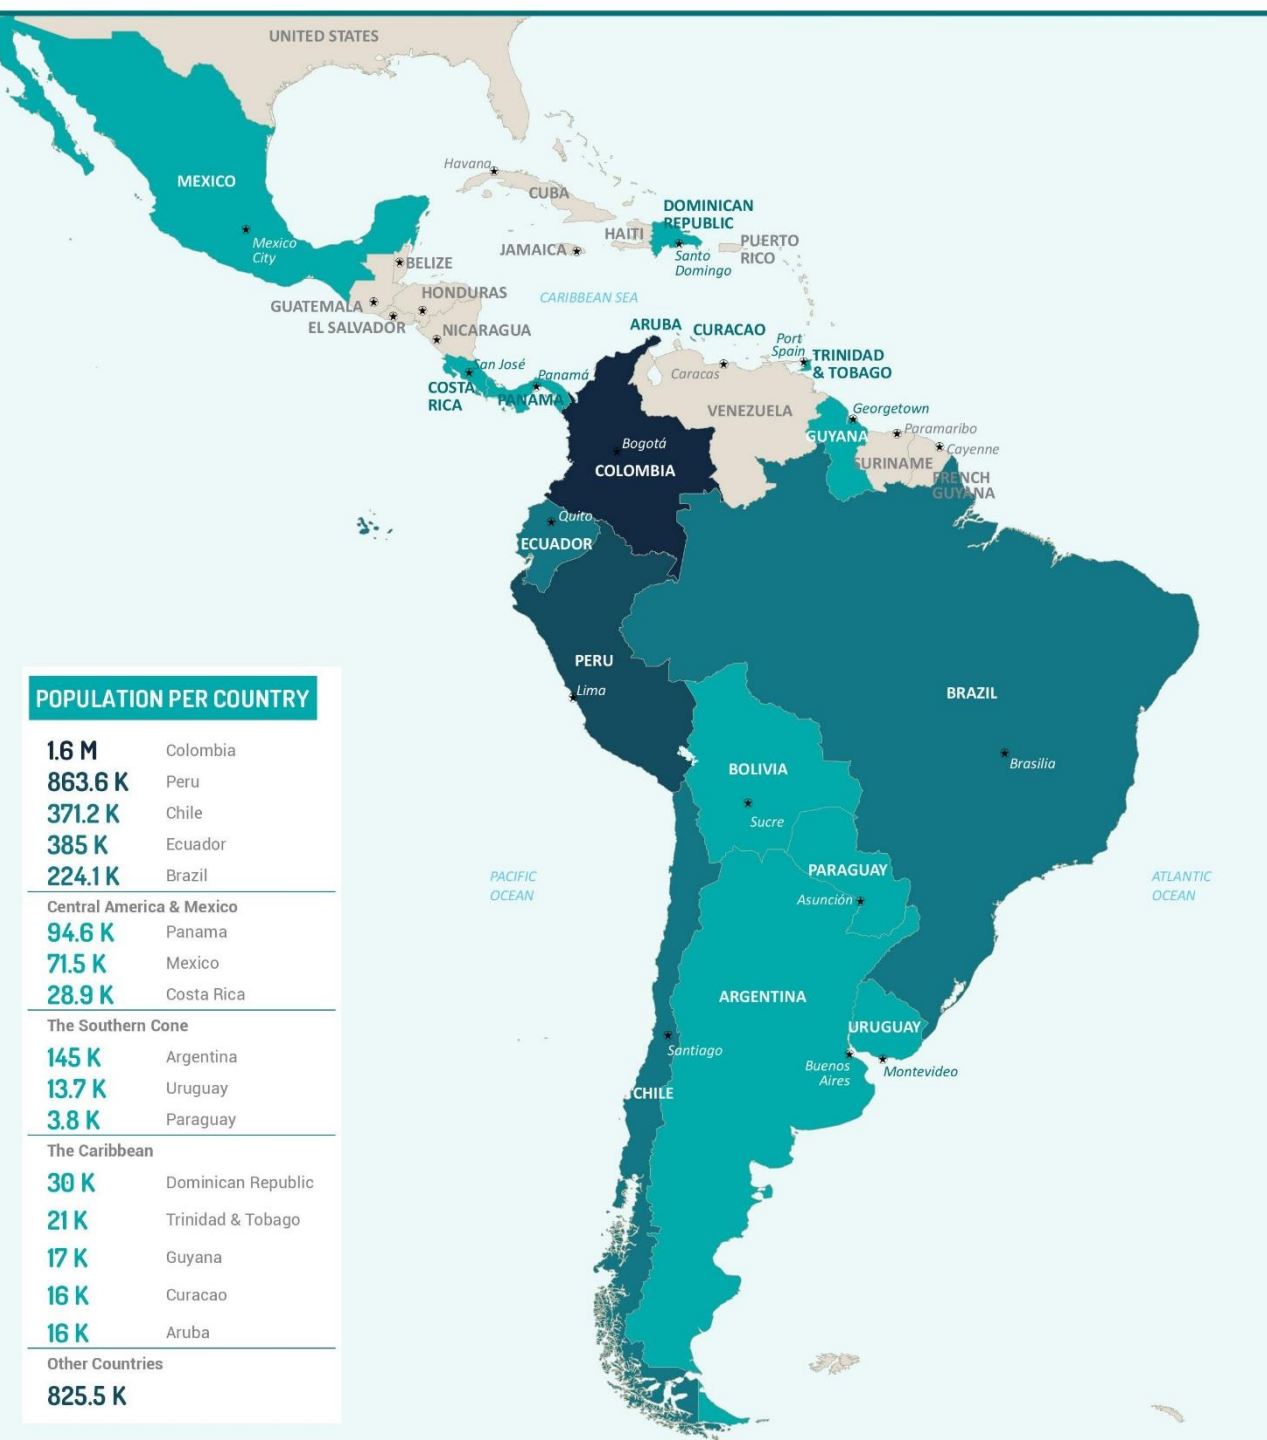 UNITED STATES
MEXICO
Mexico
City
Havana
CUBA
DOMINICAN
REPUBLIC
HAITI
JAMAICA
PUERTO
RICO
Santo
Domingo
BELIZE
HONDURAS
GUATEMALA
EL SALVADOR
NICARAGUA
CARIBBEAN SEA
ARUBA
CURACAO
Port
Spain
TRINIDAD
& TOBAGO
San José
COSTA
RICA
Panamá
PANAMA
Caracas
VENEZUELA
Georgetown
GUYANA
Paramaribo
SURINAME
Cayenne
FRENCH
GUYANA
Bogotá
COLOMBIA
Quito
ECUADOR
PERU
Lima
BRAZIL
Brasilia
BOLIVIA
Sucre
PARAGUAY
Asunción
PACIFIC
OCEAN
ATLANTIC
OCEAN
ARGENTINA
URUGUAY
Santiago
Buenos
Aires
Montevideo
CHILE
POPULATION PER COUNTRY
1.6 M Colombia
863.6 K Peru
371.2 K Chile
385 K Ecuador
224.1 K Brazil
Central America & Mexico
94.6 K Panama
71.5 K Mexico
28.9 K Costa Rica
The Southern Cone
145 K Argentina
13.7 K Uruguay
3.8 K Paraguay
The Caribbean
30 K Dominican Republic
21 K Trinidad & Tobago
17 K Guyana
16 K Curacao
16 K Aruba
Other Countries
825.5 K